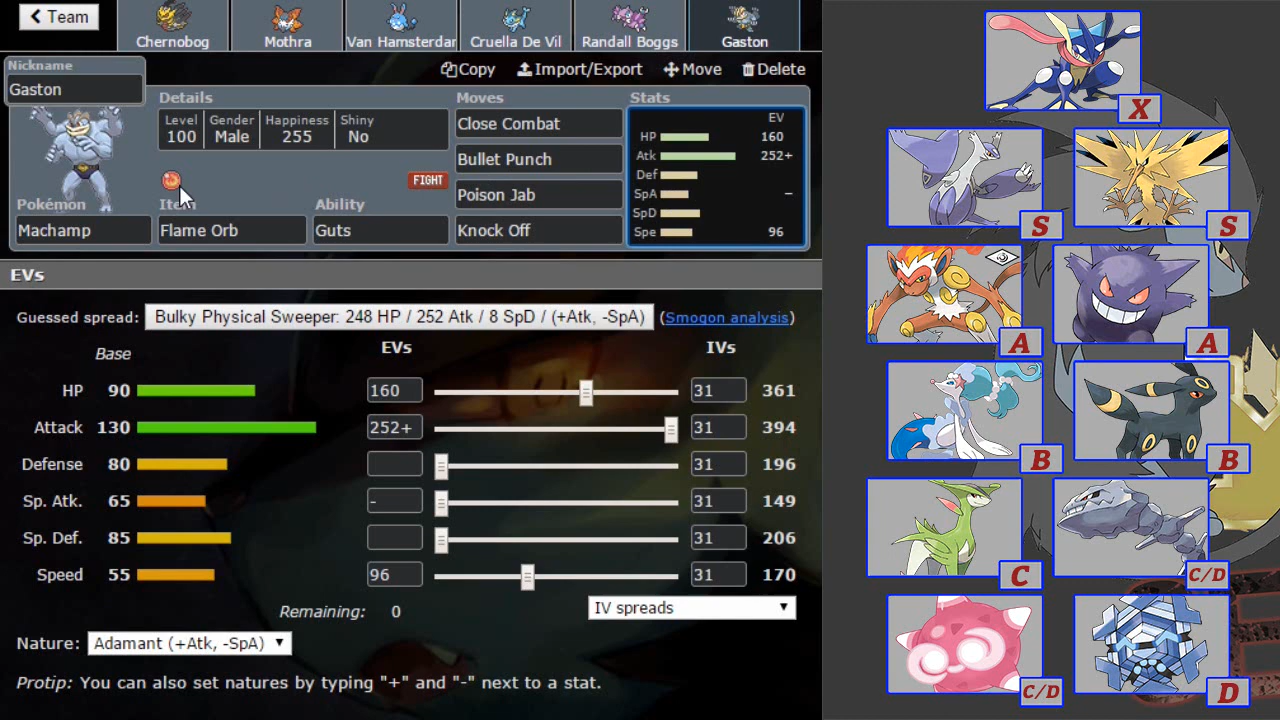 Team
Chernobog
Mothra
Van Hamsterdar
Cruella De Vil
Randall Boggs
Gaston
Copy
Import/Export
Move
Delete
Nickname
Gaston
Details
Level
100
Gender
Male
Happiness
255
Shiny
No
FIGHT
Pokémon
Machamp
Item
Flame Orb
Ability
Guts
Moves
Close Combat
Bullet Punch
Poison Jab
Knock Off
Stats
EV
HP 160
Atk 252+
Def
SpA −
SpD
Spe 96
EVs
Guessed spread: Bulky Physical Sweeper: 248 HP / 252 Atk / 8 SpD / (+Atk, -SpA) (Smogon analysis)
Base EVs IVs
HP 90 160 31 361
Attack 130 252+ 31 394
Defense 80 31 196
Sp. Atk. 65 - 31 149
Sp. Def. 85 31 206
Speed 55 96 31 170
Remaining: 0
IV spreads
Nature: Adamant (+Atk, -SpA)
Protip: You can also set natures by typing "+" and "-" next to a stat.
X
S
S
A
A
B
B
C
C/D
C/D
D